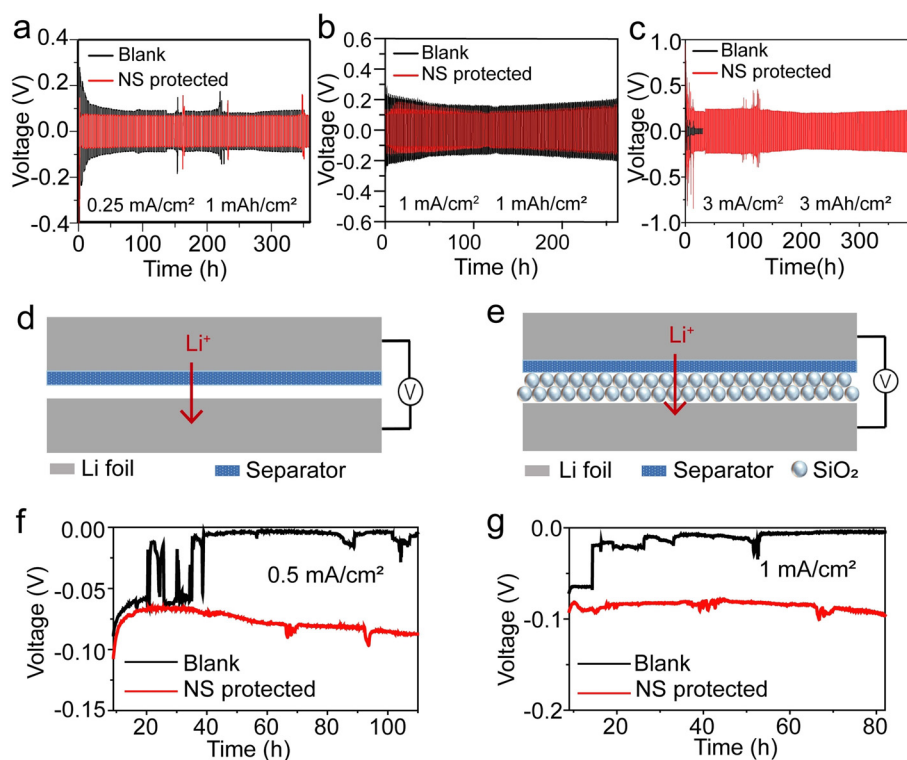 a
0.4
Blank
NS protected
0.2
0.0
-0.2
-0.4
Voltage (V)
0.25 mA/cm² 1 mAh/cm²
0 100 200 300
Time (h)
b
0.6
Blank
NS protected
0.4
0.2
0.0
-0.2
-0.4
-0.6
Voltage (V)
1 mA/cm² 1 mAh/cm²
0 100 200
Time (h)
c
1.0
Blank
NS protected
0.5
0.0
-0.5
-1.0
Voltage (V)
3 mA/cm² 3 mAh/cm²
0 100 200 300
Time(h)
d
Li⁺
V
Li foil Separator
e
Li⁺
V
Li foil Separator SiO₂
f
0.00
-0.05
-0.10
-0.15
Voltage (V)
0.5 mA/cm²
Blank
NS protected
20 40 60 80 100
Time (h)
g
0.0
-0.1
-0.2
Voltage (V)
1 mA/cm²
Blank
NS protected
20 40 60 80
Time (h)